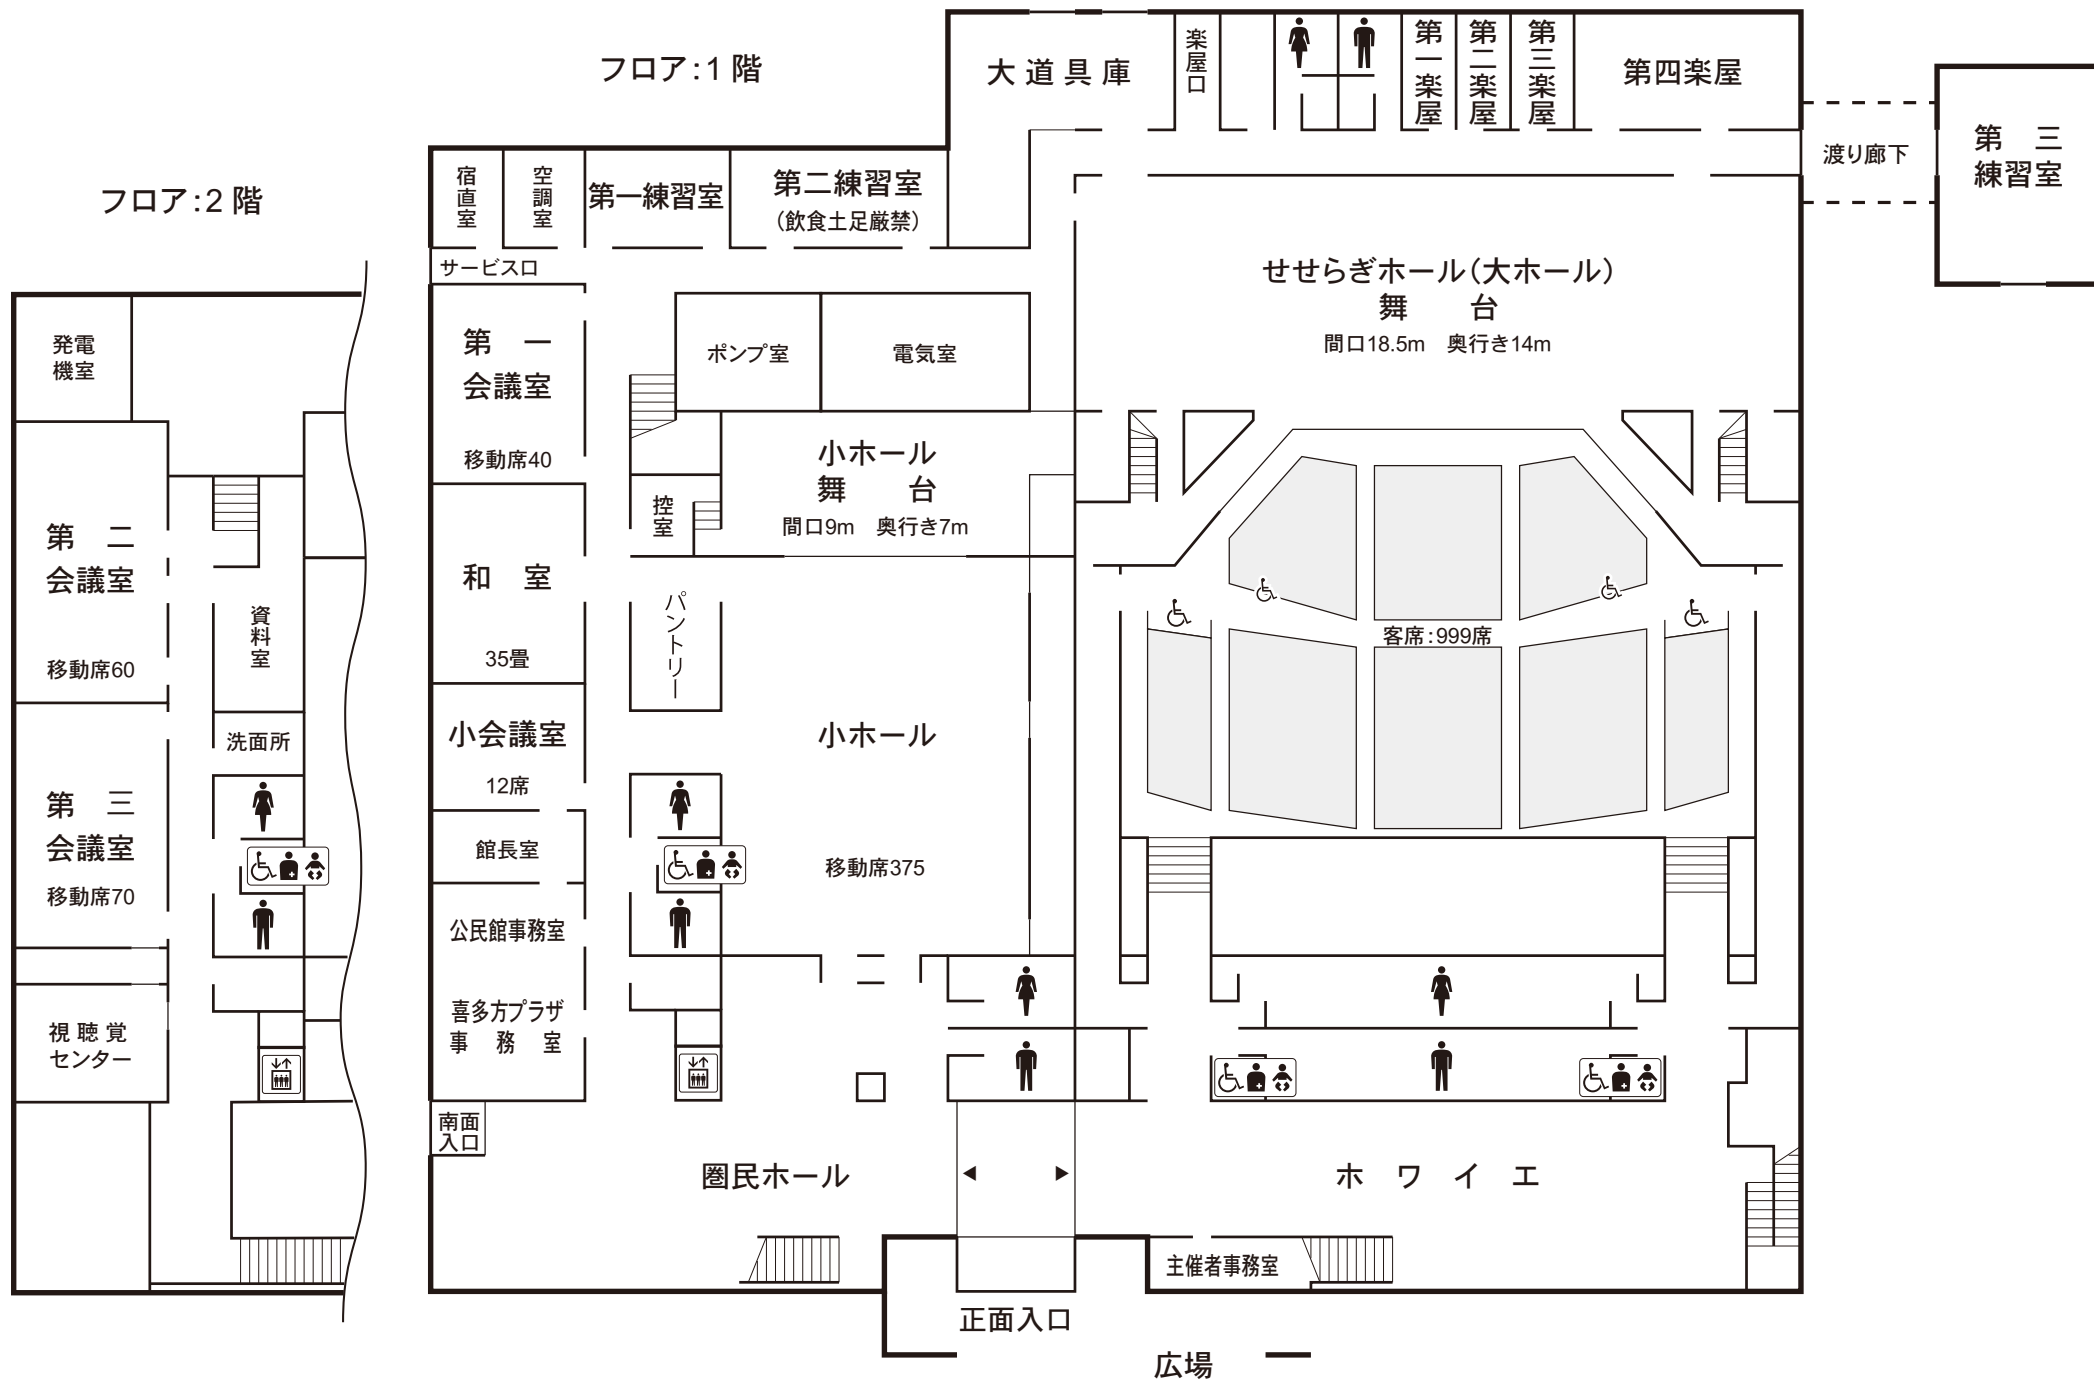 フロア:1 階
フロア:2 階
大道具庫
楽屋口
第一楽屋
第二楽屋
第三楽屋
第四楽屋
渡り廊下
第 三
練習室
宿直室
空調室
第一練習室
第二練習室
(飲食土足厳禁)
サービス口
せせらぎホール(大ホール)
舞 台
間口18.5m 奥行き14m
発電
機室
第 一
会議室
移動席40
ポンプ室
電気室
小ホール
舞 台
間口9m 奥行き7m
控室
第 二
会議室
移動席60
和 室
35畳
パントリー
資料室
客席:999席
洗面所
小会議室
12席
小ホール
移動席375
第 三
会議室
移動席70
館長室
公民館事務室
喜多方プラザ
事 務 室
視聴覚
センター
南面
入口
圏民ホール
ホワイエ
主催者事務室
正面入口
広場